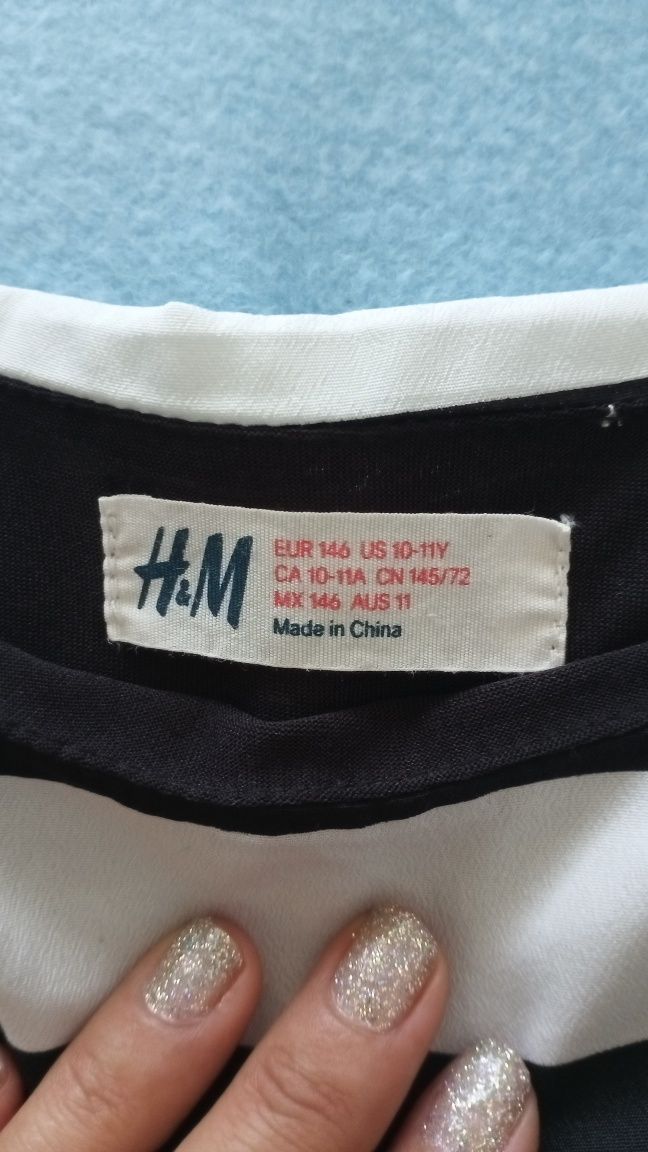 H&M
EUR 146 US 10-11Y
CA 10-11A CN 145/72
MX 146 AUS 11
Made in China